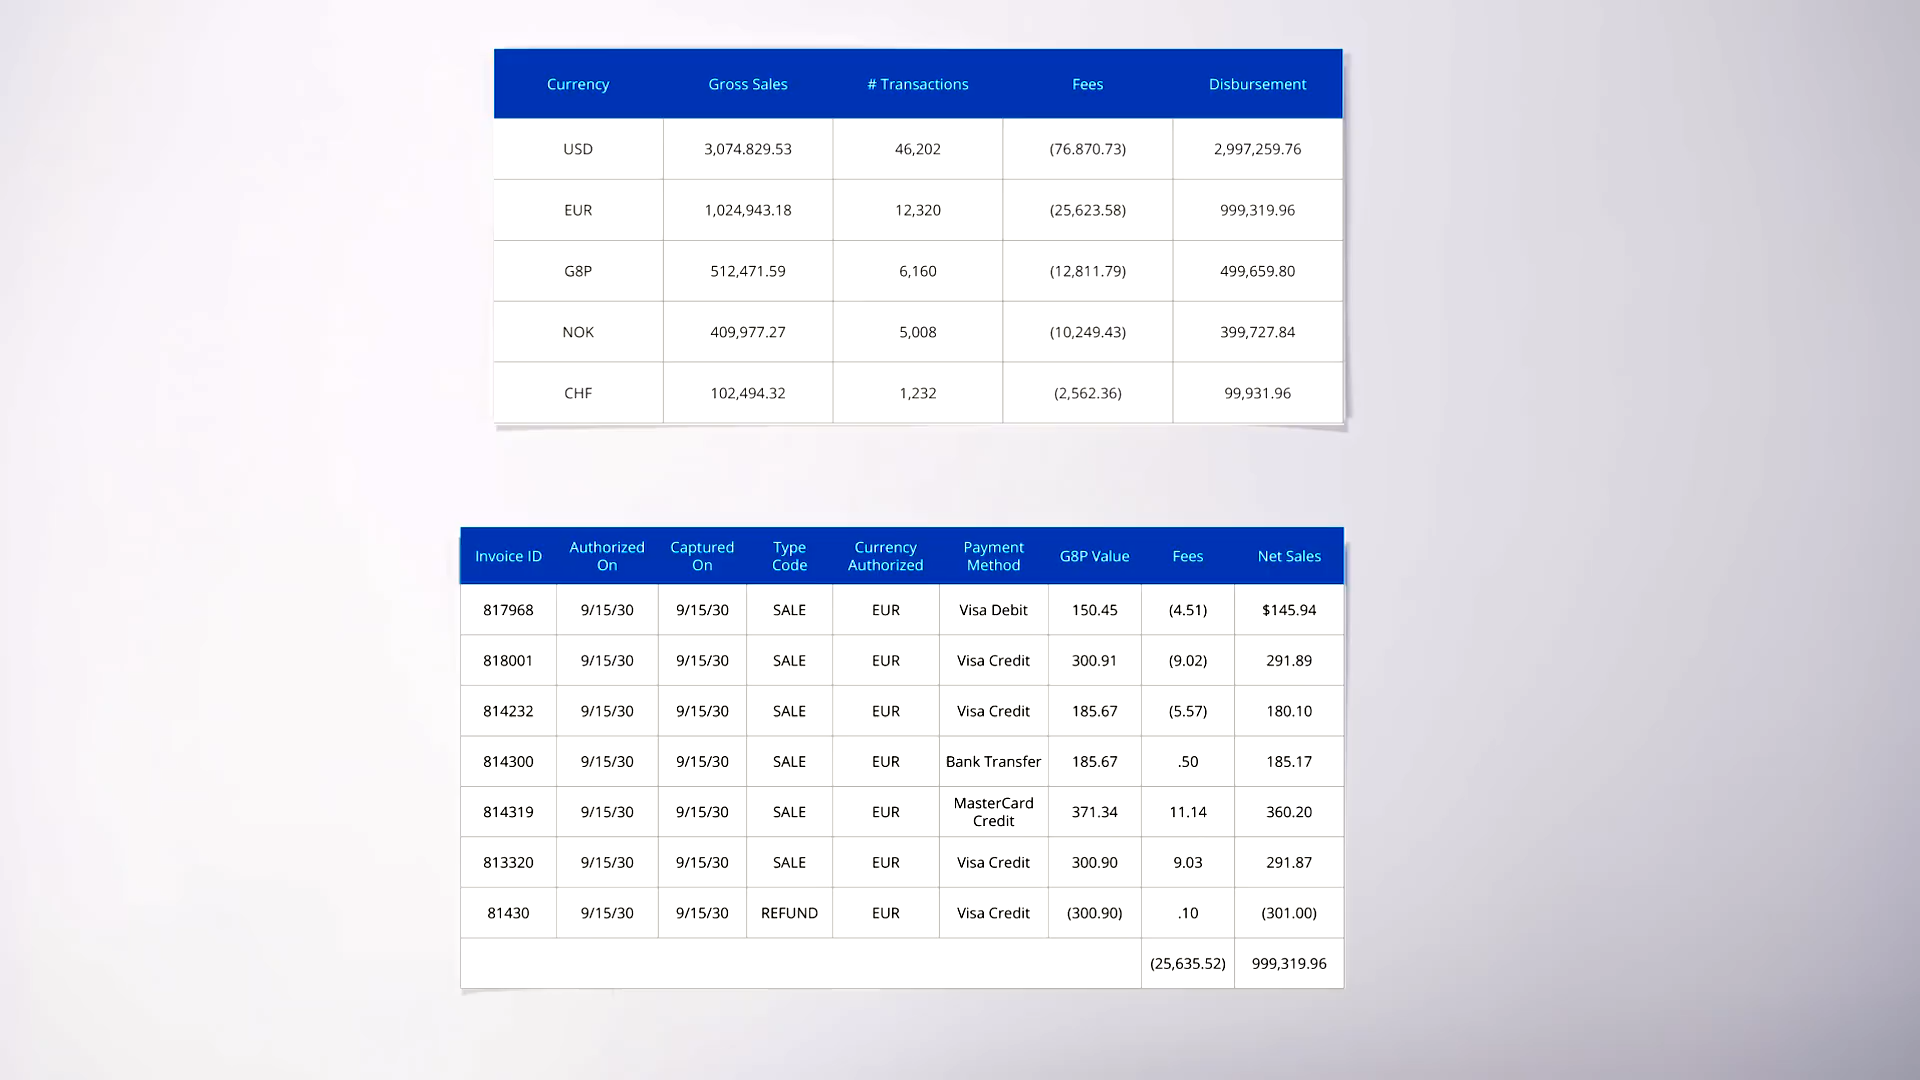 Currency Gross Sales # Transactions Fees Disbursement
USD 3,074.829.53 46,202 (76.870.73) 2,997,259.76
EUR 1,024,943.18 12,320 (25,623.58) 999,319.96
G8P 512,471.59 6,160 (12,811.79) 499,659.80
NOK 409,977.27 5,008 (10,249.43) 399,727.84
CHF 102,494.32 1,232 (2,562.36) 99,931.96
Invoice ID Authorized On Captured On Type Code Currency Authorized Payment Method G8P Value Fees Net Sales
817968 9/15/30 9/15/30 SALE EUR Visa Debit 150.45 (4.51) $145.94
818001 9/15/30 9/15/30 SALE EUR Visa Credit 300.91 (9.02) 291.89
814232 9/15/30 9/15/30 SALE EUR Visa Credit 185.67 (5.57) 180.10
814300 9/15/30 9/15/30 SALE EUR Bank Transfer 185.67 .50 185.17
814319 9/15/30 9/15/30 SALE EUR MasterCard Credit 371.34 11.14 360.20
813320 9/15/30 9/15/30 SALE EUR Visa Credit 300.90 9.03 291.87
81430 9/15/30 9/15/30 REFUND EUR Visa Credit (300.90) .10 (301.00)
(25,635.52) 999,319.96